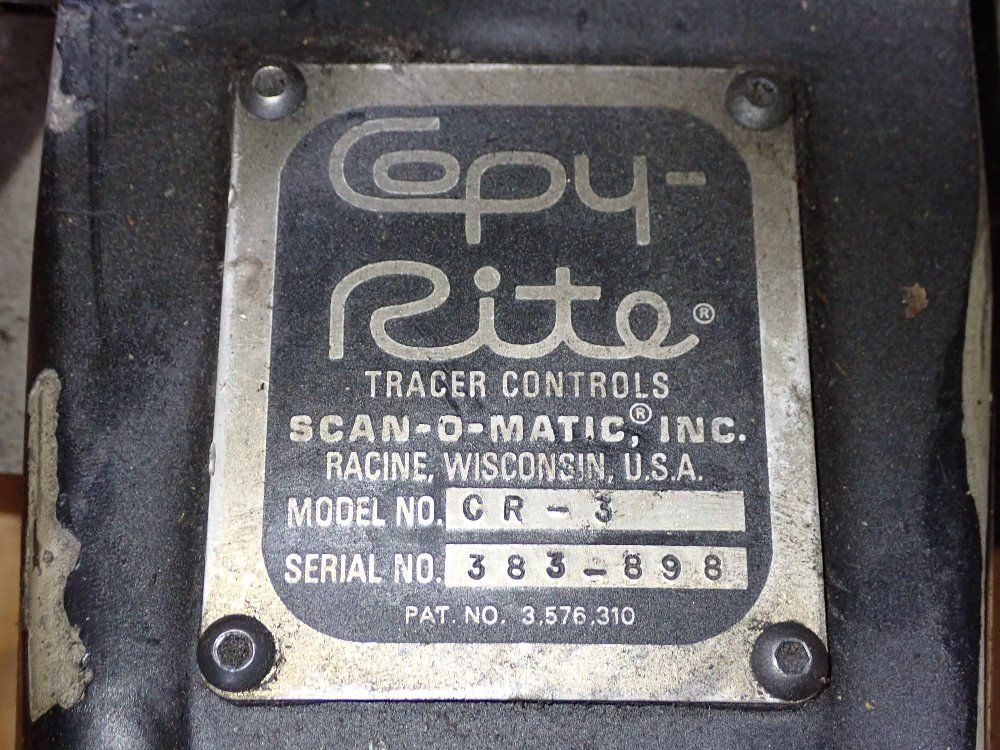 Copy-
Rite®
TRACER CONTROLS
SCAN-O-MATIC,® INC.
RACINE, WISCONSIN, U.S.A.
MODEL NO. CR-3
SERIAL NO. 383-898
PAT. NO. 3,576,310